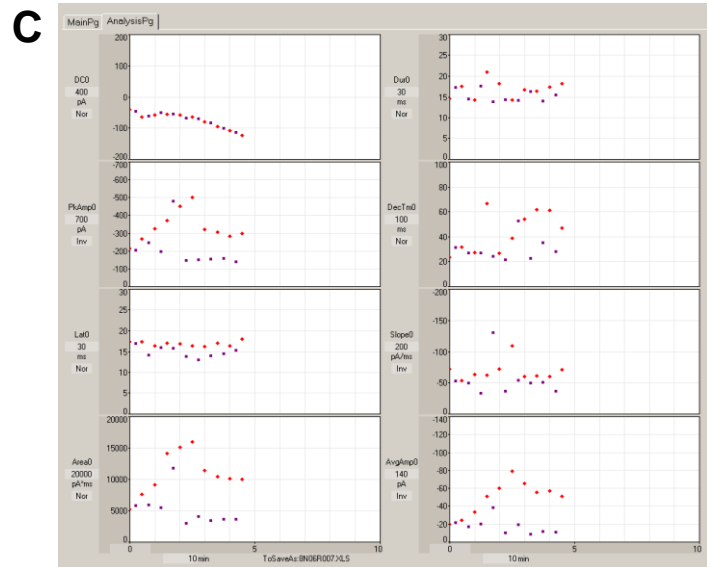 C
MainPg AnalysisPg
200
100
0
-100
-200
DC0
400
pA
Nor
30
25
20
15
10
5
0
Dur0
30
ms
Nor
-700
-600
-500
-400
-300
-200
-100
0
PkAmp0
700
pA
Inv
100
80
60
40
20
0
DecTm0
100
ms
Nor
30
25
20
15
10
5
0
Lat0
30
ms
Nor
-200
-150
-100
-50
0
Slope0
200
pA/ms
Inv
20000
15000
10000
5000
0
Area0
20000
pA*ms
Nor
-140
-120
-100
-80
-60
-40
-20
0
AvgAmp0
140
pA
Inv
0 5 10
0 5 10
10 min ToSaveAs:8N06R007.XLS 10 min